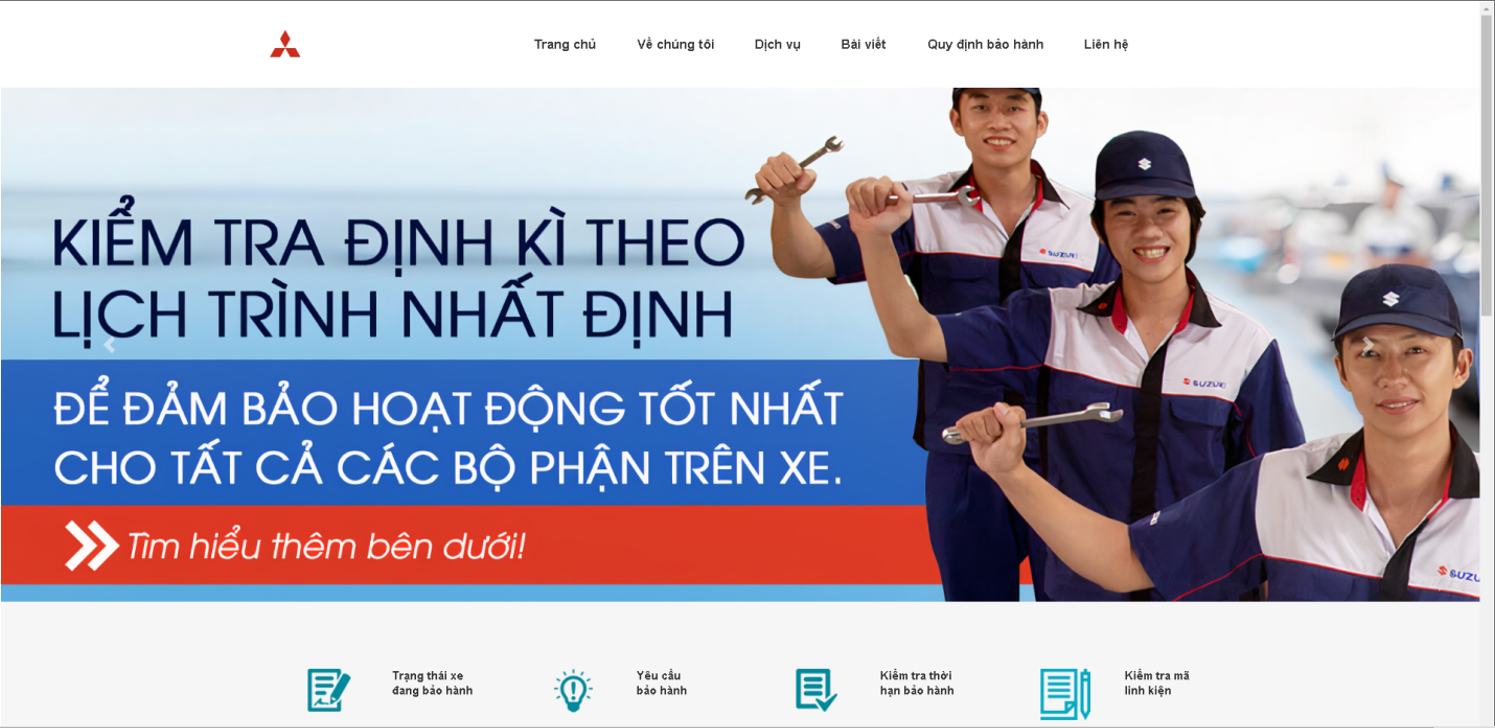 Trang chủ
Về chúng tôi
Dịch vụ
Bài viết
Quy định bảo hành
Liên hệ
KIỂM TRA ĐỊNH KÌ THEO
LỊCH TRÌNH NHẤT ĐỊNH
ĐỂ ĐẢM BẢO HOẠT ĐỘNG TỐT NHẤT
CHO TẤT CẢ CÁC BỘ PHẬN TRÊN XE.
Tìm hiểu thêm bên dưới!
SUZUKI
SUZUKI
SUZU
Trạng thái xe
đang bảo hành
Yêu cầu
bảo hành
Kiểm tra thời
hạn bảo hành
Kiểm tra mã
linh kiện